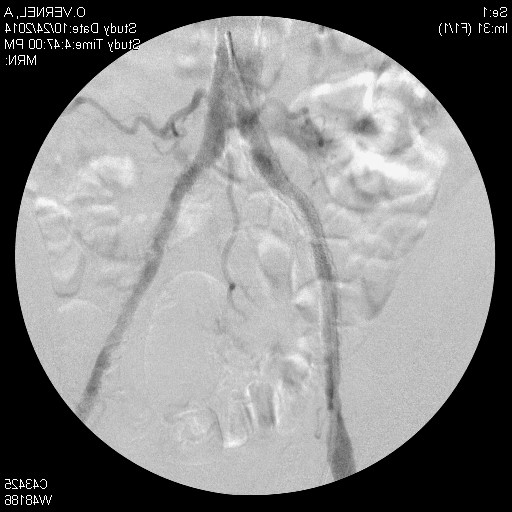 O.VERNEL, A
Study Date:10/24/2014
Study Time:4:47:00 PM
MRN:
Se:1
Im:31 (F1/1)
C43425
W48186